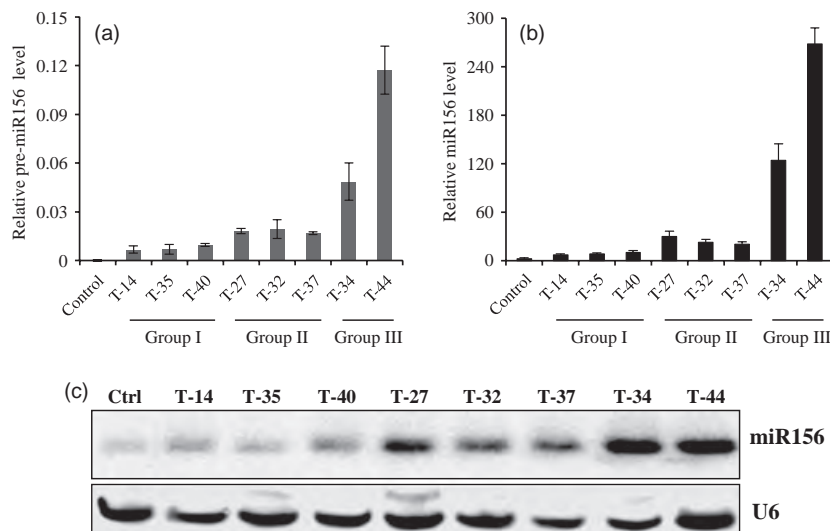 (a)
Relative pre-miR156 level
0.15
0.12
0.09
0.06
0.03
0
Control
T-14
T-35
T-40
T-27
T-32
T-37
T-34
T-44
Group I
Group II
Group III
(b)
Relative miR156 level
300
240
180
120
60
0
Control
T-14
T-35
T-40
T-27
T-32
T-37
T-34
T-44
Group I
Group II
Group III
(c)
Ctrl T-14 T-35 T-40 T-27 T-32 T-37 T-34 T-44
miR156
U6